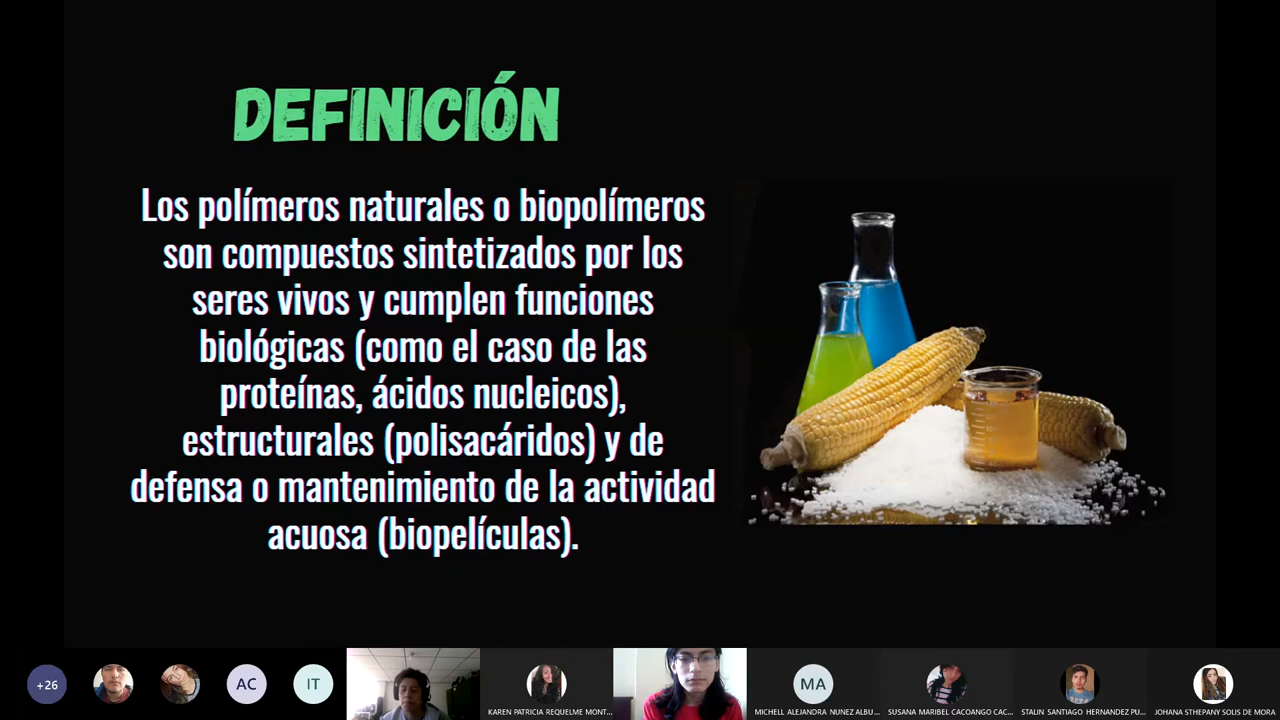 DEFINICIÓN
Los polímeros naturales o biopolímeros
son compuestos sintetizados por los
seres vivos y cumplen funciones
biológicas (como el caso de las
proteínas, ácidos nucleicos),
estructurales (polisacáridos) y de
defensa o mantenimiento de la actividad
acuosa (biopelículas).
+26
AC
IT
KAREN PATRICIA REQUELME MONT...
MA
MICHELL ALEJANDRA NUNEZ ALBU...
SUSANA MARIBEL CACOANGO CAC...
STALIN SANTIAGO HERNANDEZ PU...
JOHANA STHEPANY SOLIS DE MORA